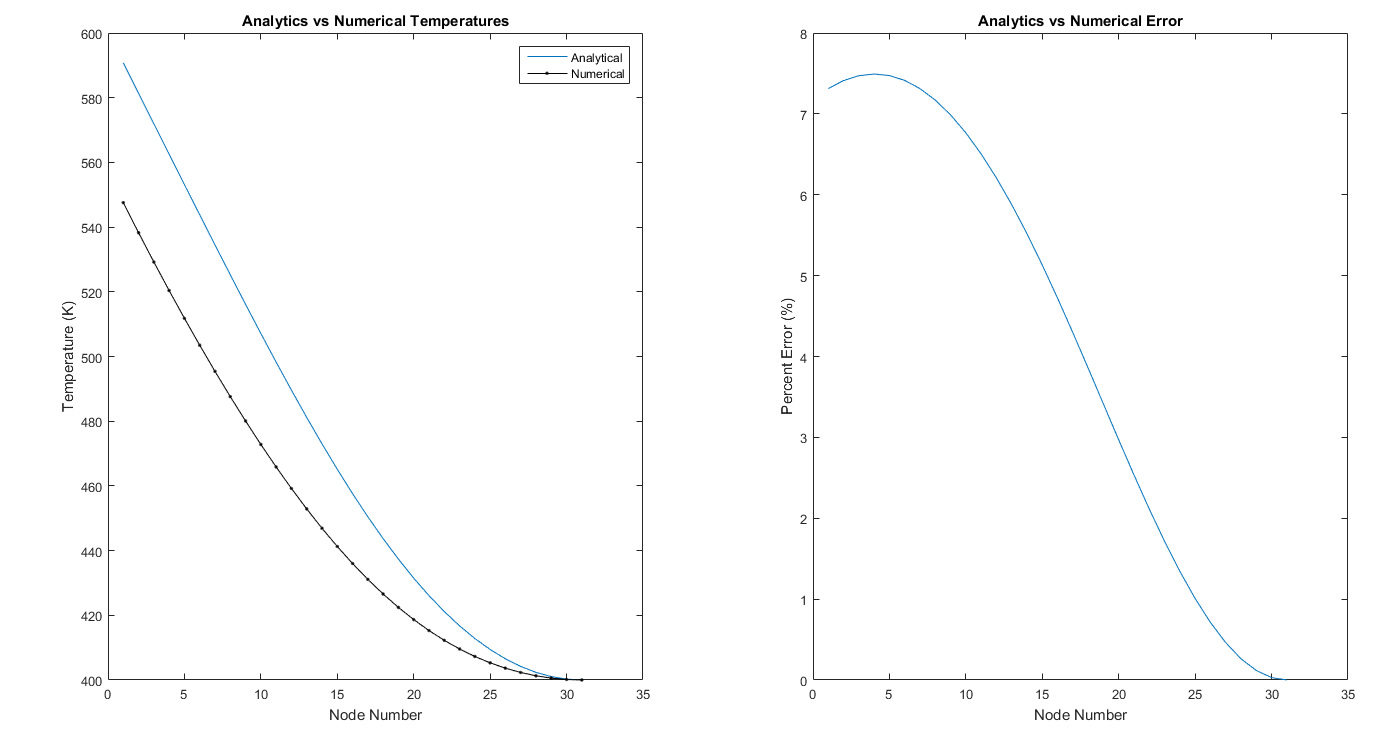 Analytics vs Numerical Temperatures
600
580
560
540
520
500
480
460
440
420
400
Temperature (K)
0 5 10 15 20 25 30 35
Node Number
Analytical
Numerical
Analytics vs Numerical Error
8
7
6
5
4
3
2
1
0
Percent Error (%)
0 5 10 15 20 25 30 35
Node Number